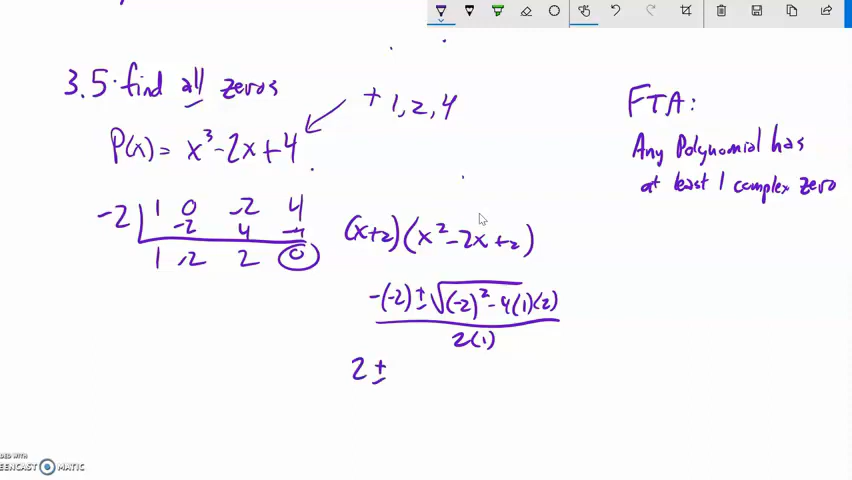 3.5 · find all zeros
+ 1, 2, 4
P(x) = x³ - 2x + 4
FTA:
Any Polynomial has
at least 1 complex zero
-2 | 1 0 -2 4
-2 4 -4
1 -2 2 0
(x+2)(x² - 2x + 2)
-(-2) ± √(-2)² - 4(1)(2)
2(1)
2 ±
SCREENCAST MATIC